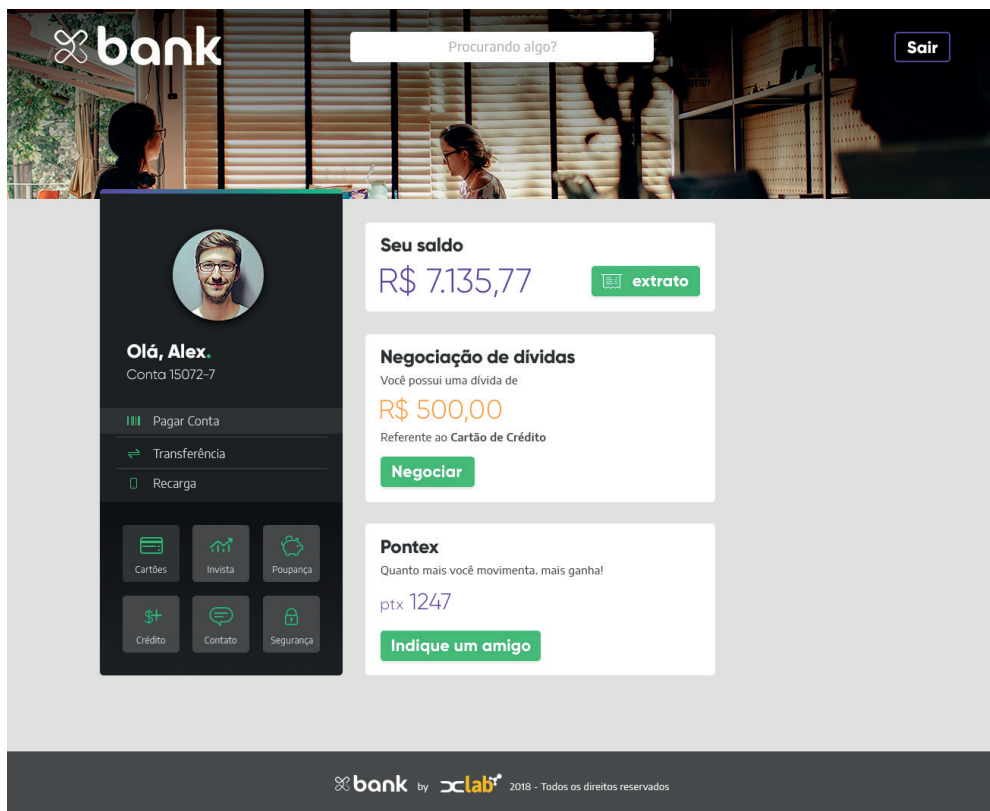 bank
Procurando algo?
Sair
Olá, Alex.
Conta 15072-7
Pagar Conta
Transferência
Recarga
Cartões
Invista
Poupança
Crédito
Contato
Segurança
Seu saldo
R$ 7.135,77
extrato
Negociação de dívidas
Você possui uma dívida de
R$ 500,00
Referente ao Cartão de Crédito
Negociar
Pontex
Quanto mais você movimenta. mais ganha!
ptx 1247
Indique um amigo
bank by xlab 2018 - Todos os direitos reservados